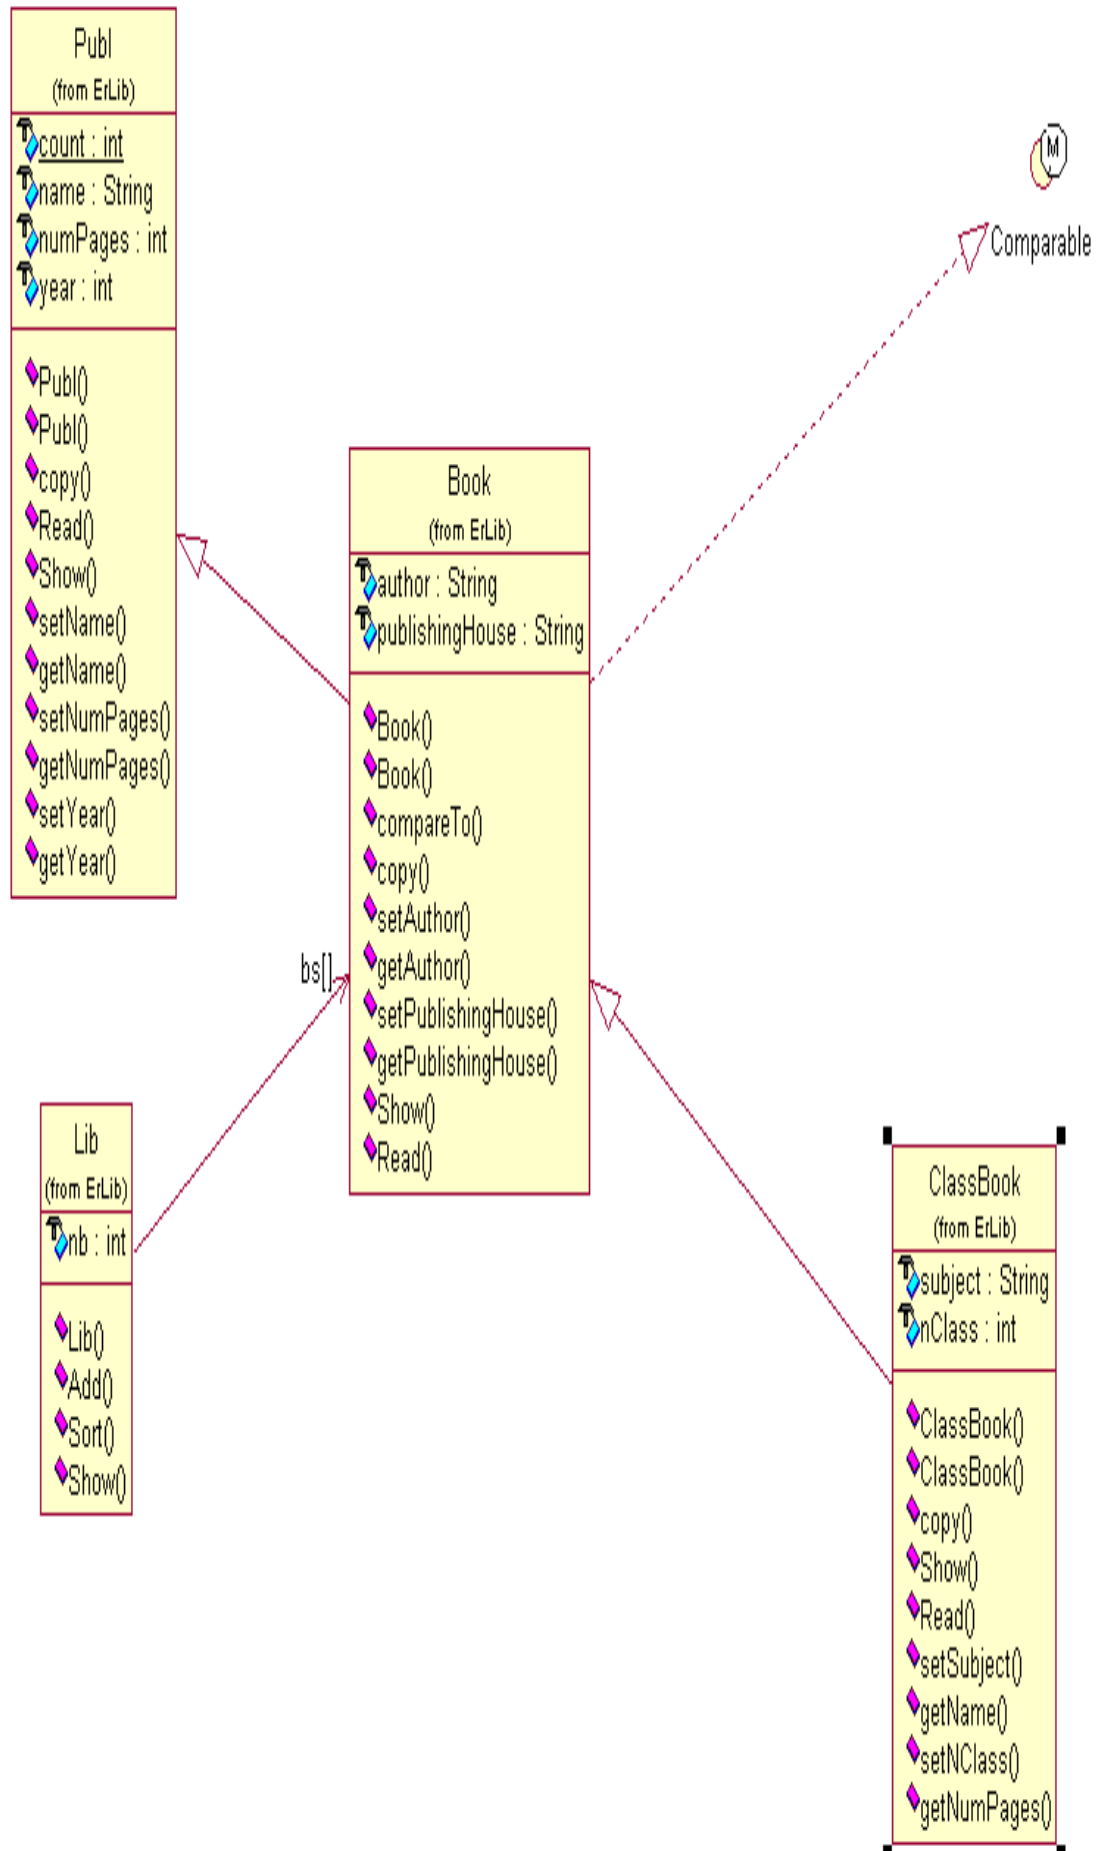 Publ
(from ErLib)
count : int
name : String
numPages : int
year : int
Publ()
Publ()
copy()
Read()
Show()
setName()
getName()
setNumPages()
getNumPages()
setYear()
getYear()
M
Comparable
Book
(from ErLib)
author : String
publishingHouse : String
Book()
Book()
compareTo()
copy()
setAuthor()
getAuthor()
setPublishingHouse()
getPublishingHouse()
Show()
Read()
bs[]
Lib
(from ErLib)
nb : int
Lib()
Add()
Sort()
Show()
ClassBook
(from ErLib)
subject : String
nClass : int
ClassBook()
ClassBook()
copy()
Show()
Read()
setSubject()
getName()
setNClass()
getNumPages()